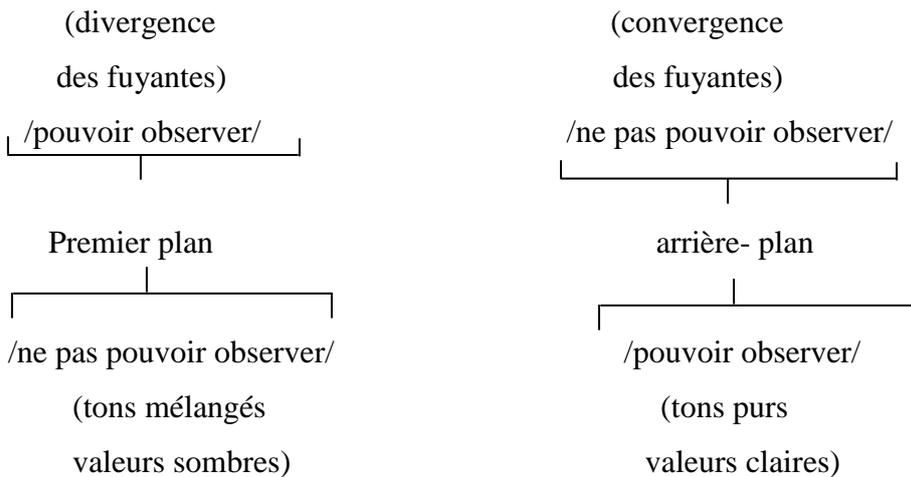 (divergence
des fuyantes)
/pouvoir observer/
Premier plan
/ne pas pouvoir observer/
(tons mélangés
valeurs sombres)
(convergence
des fuyantes)
/ne pas pouvoir observer/
arrière- plan
/pouvoir observer/
(tons purs
valeurs claires)